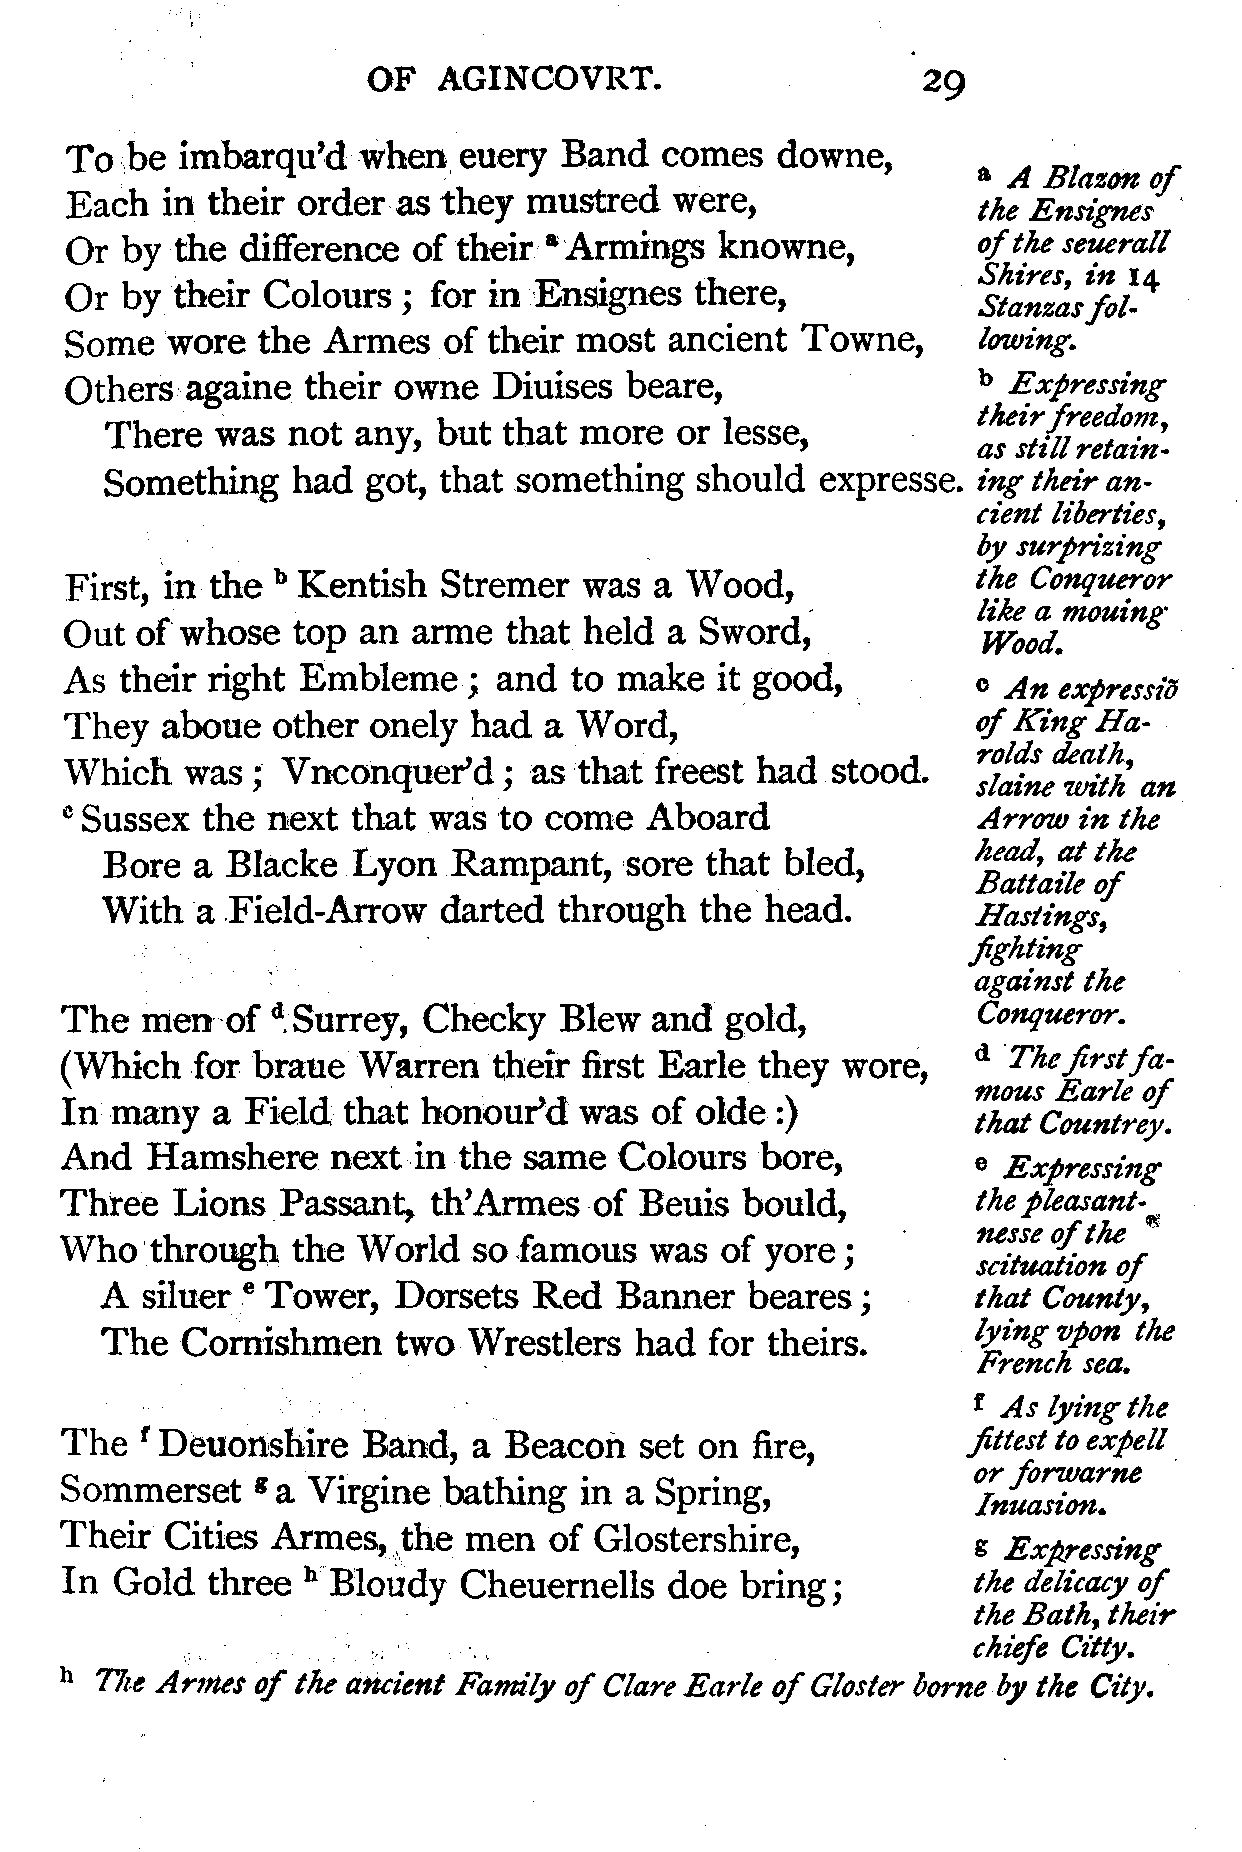 OF AGINCOVRT. 29
To be imbarqu'd when euery Band comes downe,
Each in their order as they mustred were,
Or by the difference of their ᵃ Armings knowne,
Or by their Colours ; for in Ensignes there,
Some wore the Armes of their most ancient Towne,
Others againe their owne Diuises beare,
There was not any, but that more or lesse,
Something had got, that something should expresse.
First, in the ᵇ Kentish Stremer was a Wood,
Out of whose top an arme that held a Sword,
As their right Embleme ; and to make it good,
They aboue other onely had a Word,
Which was ; Vnconquer'd ; as that freest had stood.
ᶜ Sussex the next that was to come Aboard
Bore a Blacke Lyon Rampant, sore that bled,
With a Field-Arrow darted through the head.
The men of ᵈ Surrey, Checky Blew and gold,
(Which for braue Warren their first Earle they wore,
In many a Field that honour'd was of olde :)
And Hamshere next in the same Colours bore,
Three Lions Passant, th'Armes of Beuis bould,
Who through the World so famous was of yore ;
A siluer ᵉ Tower, Dorsets Red Banner beares ;
The Cornishmen two Wrestlers had for theirs.
The ᶠ Deuonshire Band, a Beacon set on fire,
Sommerset ᵍ a Virgine bathing in a Spring,
Their Cities Armes, the men of Glostershire,
In Gold three ʰ Bloudy Cheuernells doe bring ;
ᵃ A Blazon of
the Ensignes
of the seuerall
Shires, in 14
Stanzas fol-
lowing.
ᵇ Expressing
their freedom,
as still retain-
ing their an-
cient liberties,
by surprizing
the Conqueror
like a mouing
Wood.
ᶜ An expressiõ
of King Ha-
rolds death,
slaine with an
Arrow in the
head, at the
Battaile of
Hastings,
fighting
against the
Conqueror.
ᵈ The first fa-
mous Earle of
that Countrey.
ᵉ Expressing
the pleasant-
nesse of the
scituation of
that County,
lying vpon the
French sea.
ᶠ As lying the
fittest to expell
or forwarne
Inuasion.
g Expressing
the delicacy of
the Bath, their
chiefe Citty.
ʰ The Armes of the ancient Family of Clare Earle of Gloster borne by the City.